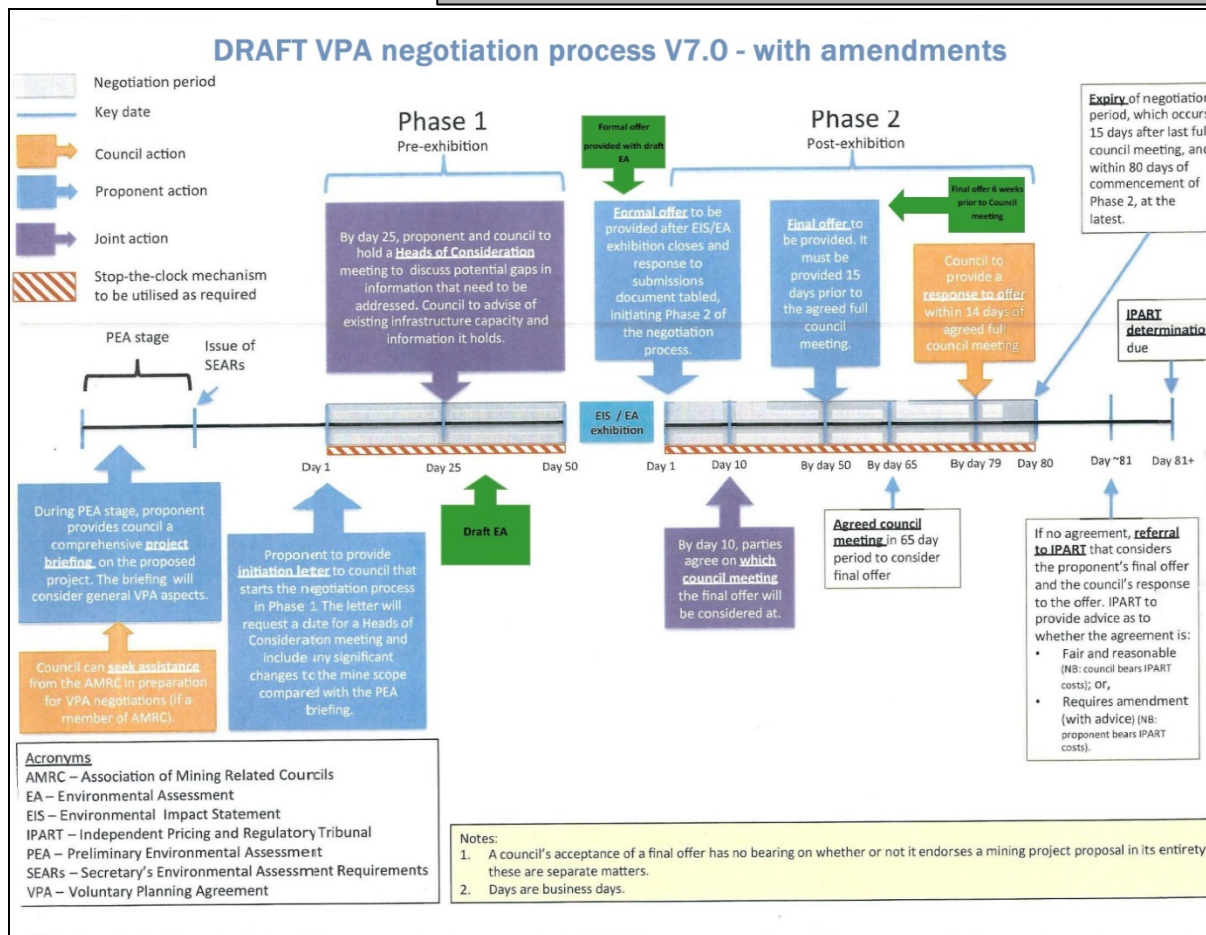 DRAFT VPA negotiation process V7.0 - with amendments
Negotiation period
Key date
Council action
Proponent action
Joint action
Stop-the-clock mechanism
to be utilised as required
Phase 1
Pre-exhibition
Formal offer
provided with draft
EA
Phase 2
Post-exhibition
Final offer 6 weeks
prior to Council
meeting
Expiry of negotiation
period, which occurs
15 days after last full
council meeting, and
within 80 days of
commencement of
Phase 2, at the
latest.
By day 25, proponent and council to
hold a Heads of Consideration
meeting to discuss potential gaps in
information that need to be
addressed. Council to advise of
existing infrastructure capacity and
information it holds.
Formal offer to be
provided after EIS/EA
exhibition closes and
response to
submissions
document tabled,
initiating Phase 2 of
the negotiation
process.
Final offer to
be provided. It
must be
provided 15
days prior to
the agreed full
council
meeting.
Council to
provide a
response to offer
within 14 days of
agreed full
council meeting
IPART
determinatio
due
PEA stage
Issue of
SEARs
EIS / EA
exhibition
Day 1
Day 25
Day 50
Day 1
Day 10
By day 50
By day 65
By day 79
Day 80
Day ~81
Day 81+
During PEA stage, proponent
provides council a
comprehensive project
briefing on the proposed
project. The briefing will
consider general VPA aspects.
Council can seek assistance
from the AMRC in preparation
for VPA negotiations (if a
member of AMRC).
Proponent to provide
initiation letter to council that
starts the negotiation process
in Phase 1. The letter will
request a date for a Heads of
Consideration meeting and
include any significant
changes to the mine scope
compared with the PEA
briefing.
Draft EA
By day 10, parties
agree on which
council meeting
the final offer will
be considered at.
Agreed council
meeting in 65 day
period to consider
final offer
If no agreement, referral
to IPART that considers
the proponent's final offer
and the council's response
to the offer. IPART to
provide advice as to
whether the agreement is:
• Fair and reasonable
(NB: council bears IPART
costs); or,
• Requires amendment
(with advice) (NB:
proponent bears IPART
costs).
Acronyms
AMRC – Association of Mining Related Councils
EA – Environmental Assessment
EIS – Environmental Impact Statement
IPART – Independent Pricing and Regulatory Tribunal
PEA – Preliminary Environmental Assessment
SEARs – Secretary's Environmental Assessment Requirements
VPA – Voluntary Planning Agreement
Notes:
1. A council's acceptance of a final offer has no bearing on whether or not it endorses a mining project proposal in its entirety
these are separate matters.
2. Days are business days.